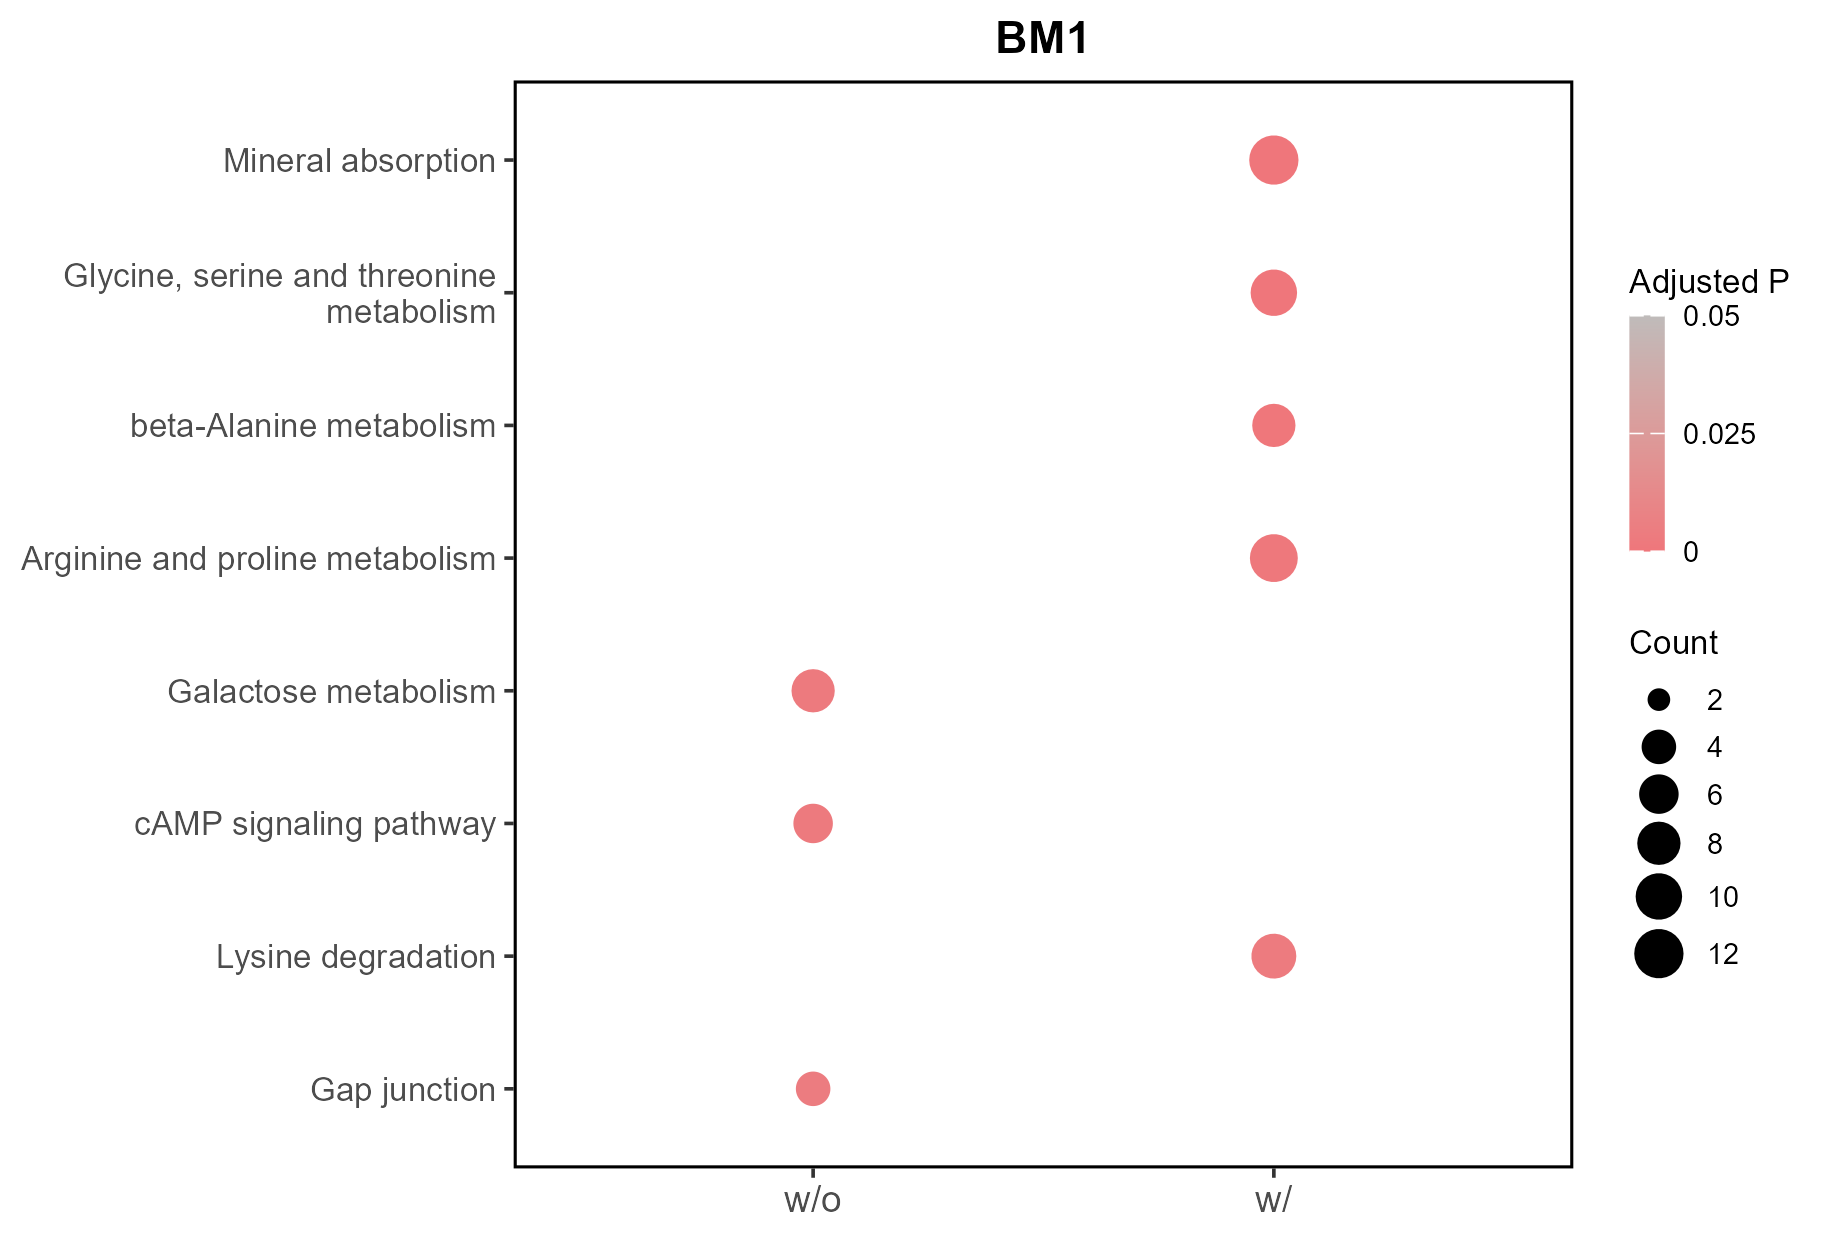 BM1
Mineral absorption
Glycine, serine and threonine
metabolism
beta-Alanine metabolism
Arginine and proline metabolism
Galactose metabolism
cAMP signaling pathway
Lysine degradation
Gap junction
w/o
w/
Adjusted P
0.05
0.025
0
Count
2
4
6
8
10
12